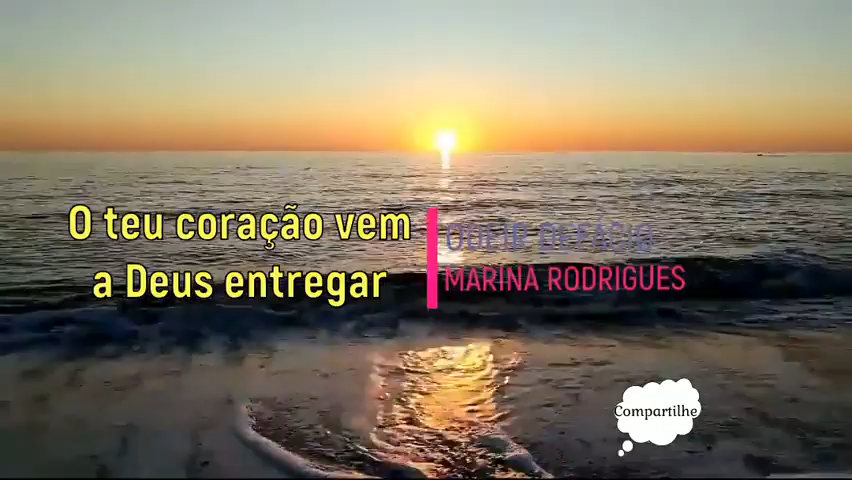 O teu coração vem
a Deus entregar
MARINA RODRIGUES
Compartilhe